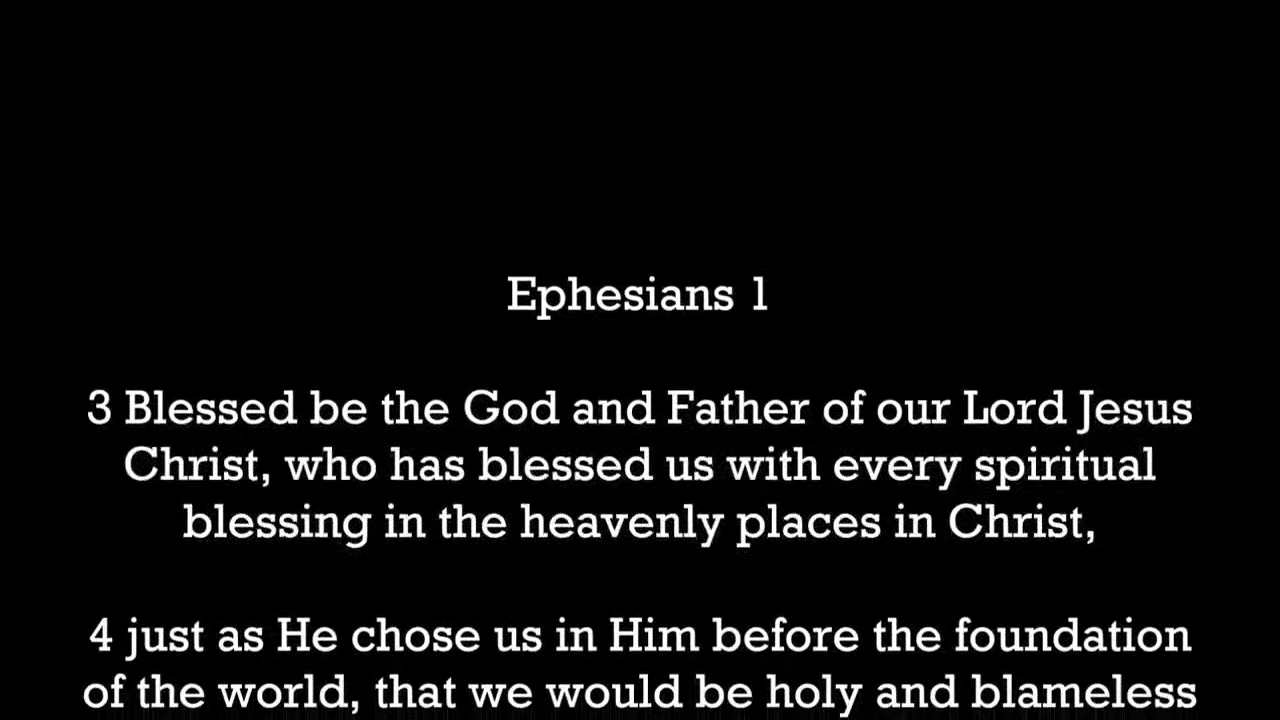 Ephesians 1
3 Blessed be the God and Father of our Lord Jesus
Christ, who has blessed us with every spiritual
blessing in the heavenly places in Christ,
4 just as He chose us in Him before the foundation
of the world, that we would be holy and blameless